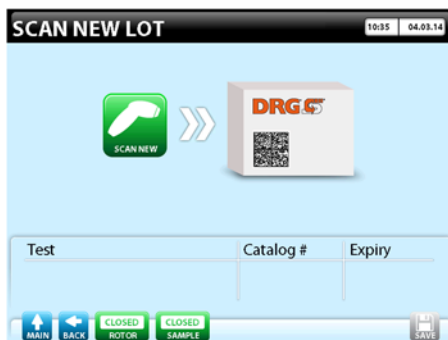 SCAN NEW LOT 10:35 04.03.14
DRG
SCAN NEW
Test Catalog # Expiry
CLOSED CLOSED
MAIN BACK ROTOR SAMPLE SAVE